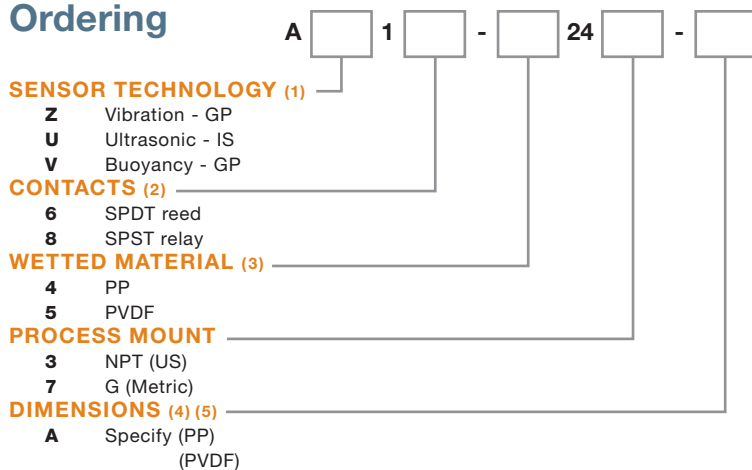 Ordering
A 1 - 24 -
SENSOR TECHNOLOGY (1)
Z Vibration - GP
U Ultrasonic - IS
V Buoyancy - GP
CONTACTS (2)
6 SPDT reed
8 SPST relay
WETTED MATERIAL (3)
4 PP
5 PVDF
PROCESS MOUNT
3 NPT (US)
7 G (Metric)
DIMENSIONS (4) (5)
A Specify (PP)
(PVDF)